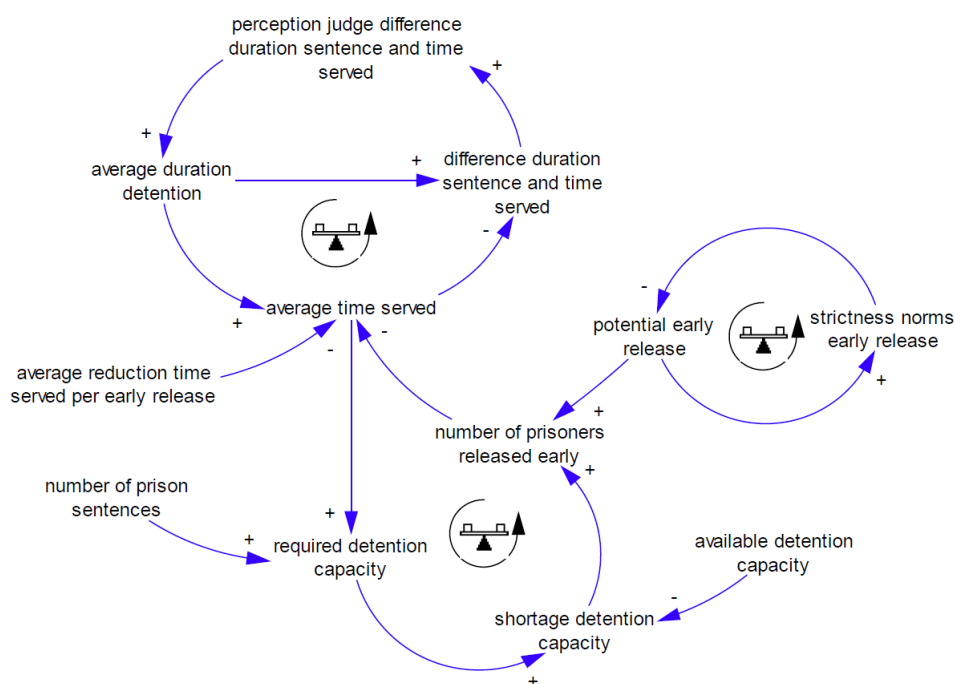 perception judge difference
duration sentence and time
served
+
+
average duration
detention
+
difference duration
sentence and time
served
-
average time served
+
-
-
average reduction time
served per early release
-
potential early
release
strictness norms
early release
+
+
number of prisoners
released early
+
number of prison
sentences
+
+
required detention
capacity
available detention
capacity
-
shortage detention
capacity
+